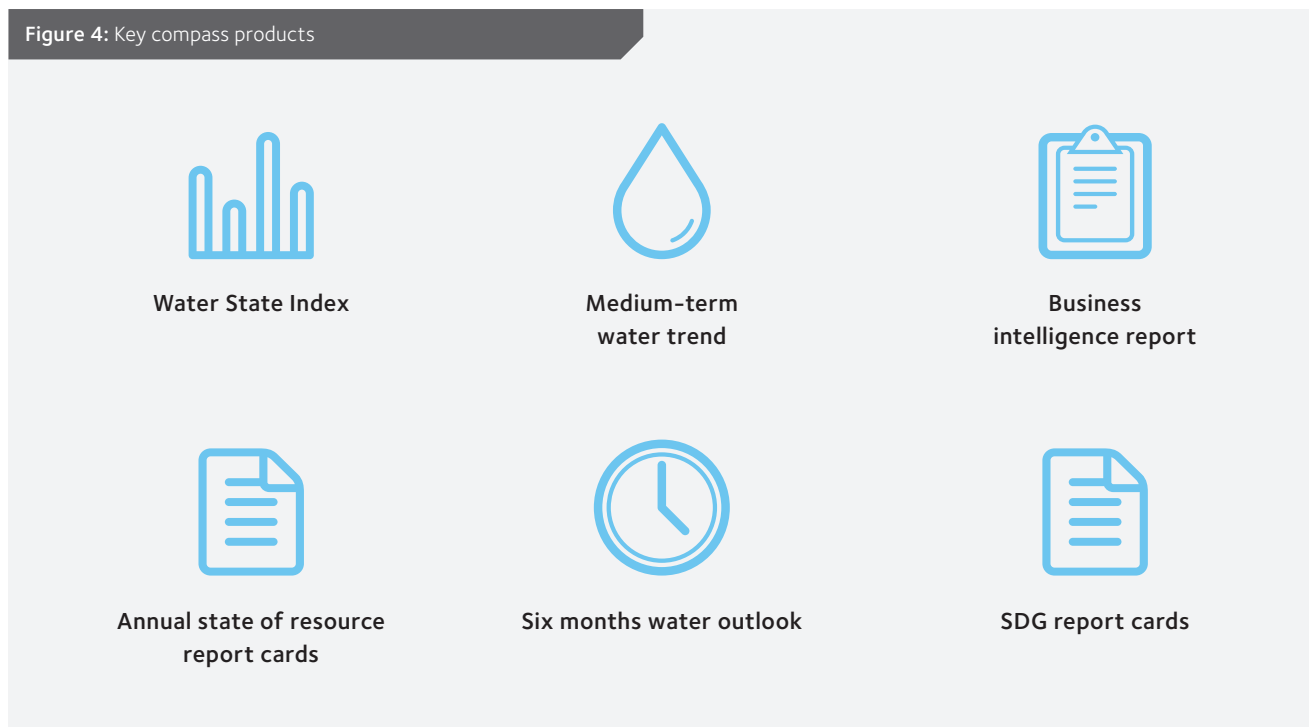 Figure 4: Key compass products
Water State Index
Medium-term
water trend
Business
intelligence report
Annual state of resource
report cards
Six months water outlook
SDG report cards